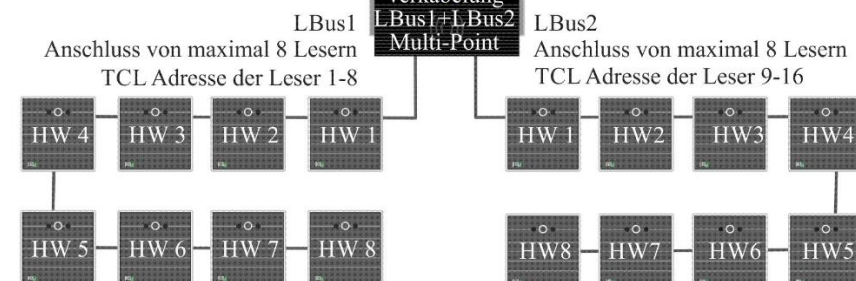 Verkabelung
LBus1+LBus2
Multi-Point
LBus1
Anschluss von maximal 8 Lesern
TCL Adresse der Leser 1-8
LBus2
Anschluss von maximal 8 Lesern
TCL Adresse der Leser 9-16
HW 4 HW 3 HW 2 HW 1
HW 1 HW2 HW3 HW4
HW 5 HW 6 HW 7 HW 8
HW8 HW7 HW6 HW5